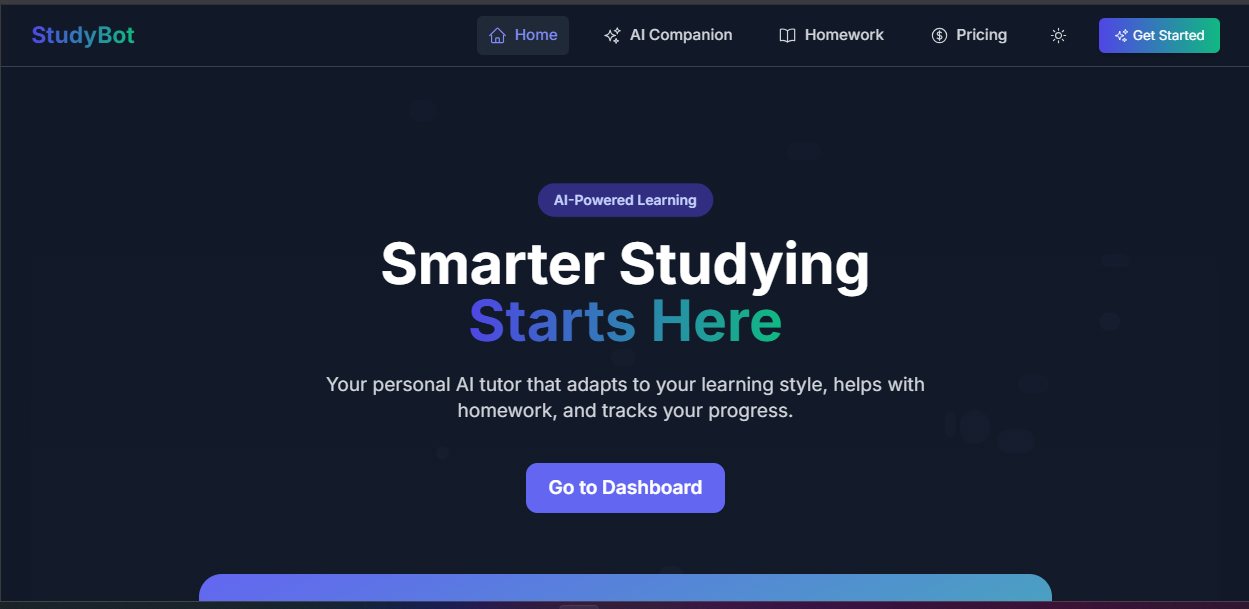 StudyBot
Home
AI Companion
Homework
Pricing
Get Started
AI-Powered Learning
Smarter Studying
Starts Here
Your personal AI tutor that adapts to your learning style, helps with
homework, and tracks your progress.
Go to Dashboard